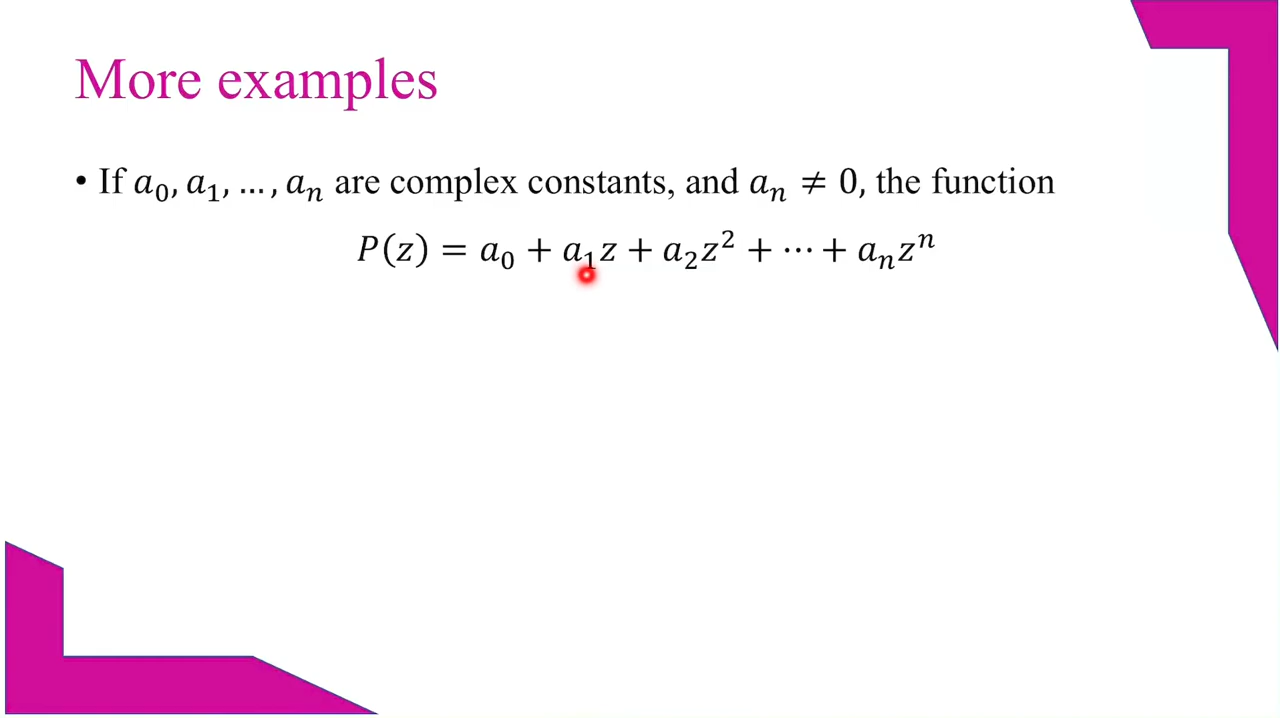 More examples
• If 𝑎₀, 𝑎₁, … , 𝑎ₙ are complex constants, and 𝑎ₙ ≠ 0, the function
𝑃(𝑧) = 𝑎₀ + 𝑎₁𝑧 + 𝑎₂𝑧² + ⋯ + 𝑎ₙ𝑧ⁿ